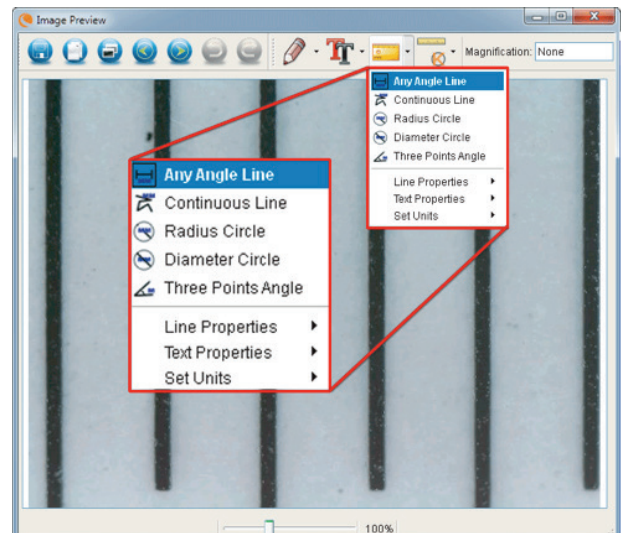 Image Preview
Magnification: None
Any Angle Line
Continuous Line
Radius Circle
Diameter Circle
Three Points Angle
Line Properties
Text Properties
Set Units
Any Angle Line
Continuous Line
Radius Circle
Diameter Circle
Three Points Angle
Line Properties
Text Properties
Set Units
100%